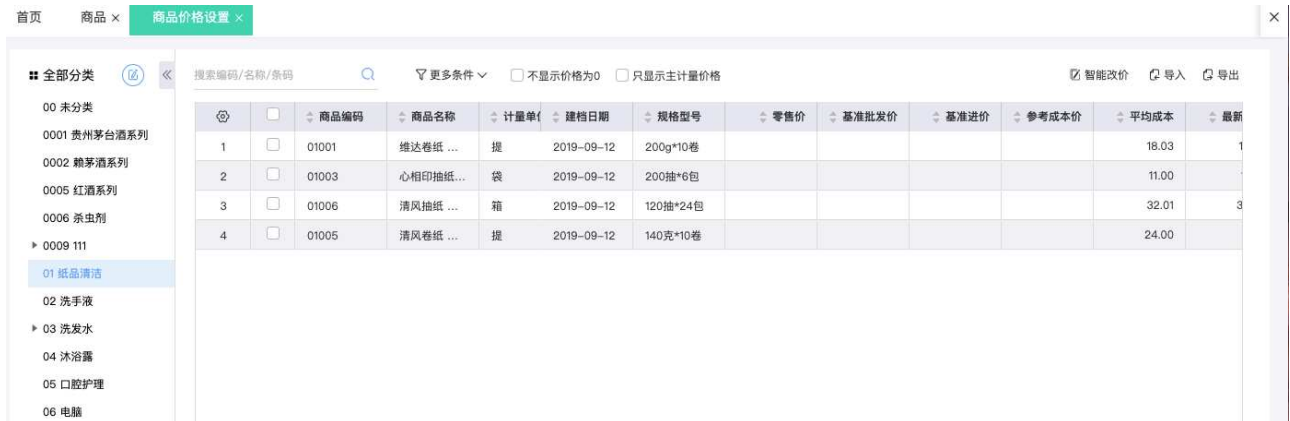 首页 商品 × 商品价格设置 × ×
全部分类
搜索编码/名称/条码 更多条件 不显示价格为0 只显示主计量价格 智能改价 导入 导出
00 未分类
0001 贵州茅台酒系列
0002 赖茅酒系列
0005 红酒系列
0006 杀虫剂
0009 111
01 纸品清洁
02 洗手液
03 洗发水
04 沐浴露
05 口腔护理
06 电脑
商品编码 商品名称 计量单 建档日期 规格型号 零售价 基准批发价 基准进价 参考成本价 平均成本 最新
1 01001 维达卷纸 ... 提 2019-09-12 200g*10卷 18.03 1
2 01003 心相印抽纸... 袋 2019-09-12 200抽*6包 11.00
3 01006 清风抽纸 ... 箱 2019-09-12 120抽*24包 32.01 3
4 01005 清风卷纸 ... 提 2019-09-12 140克*10卷 24.00